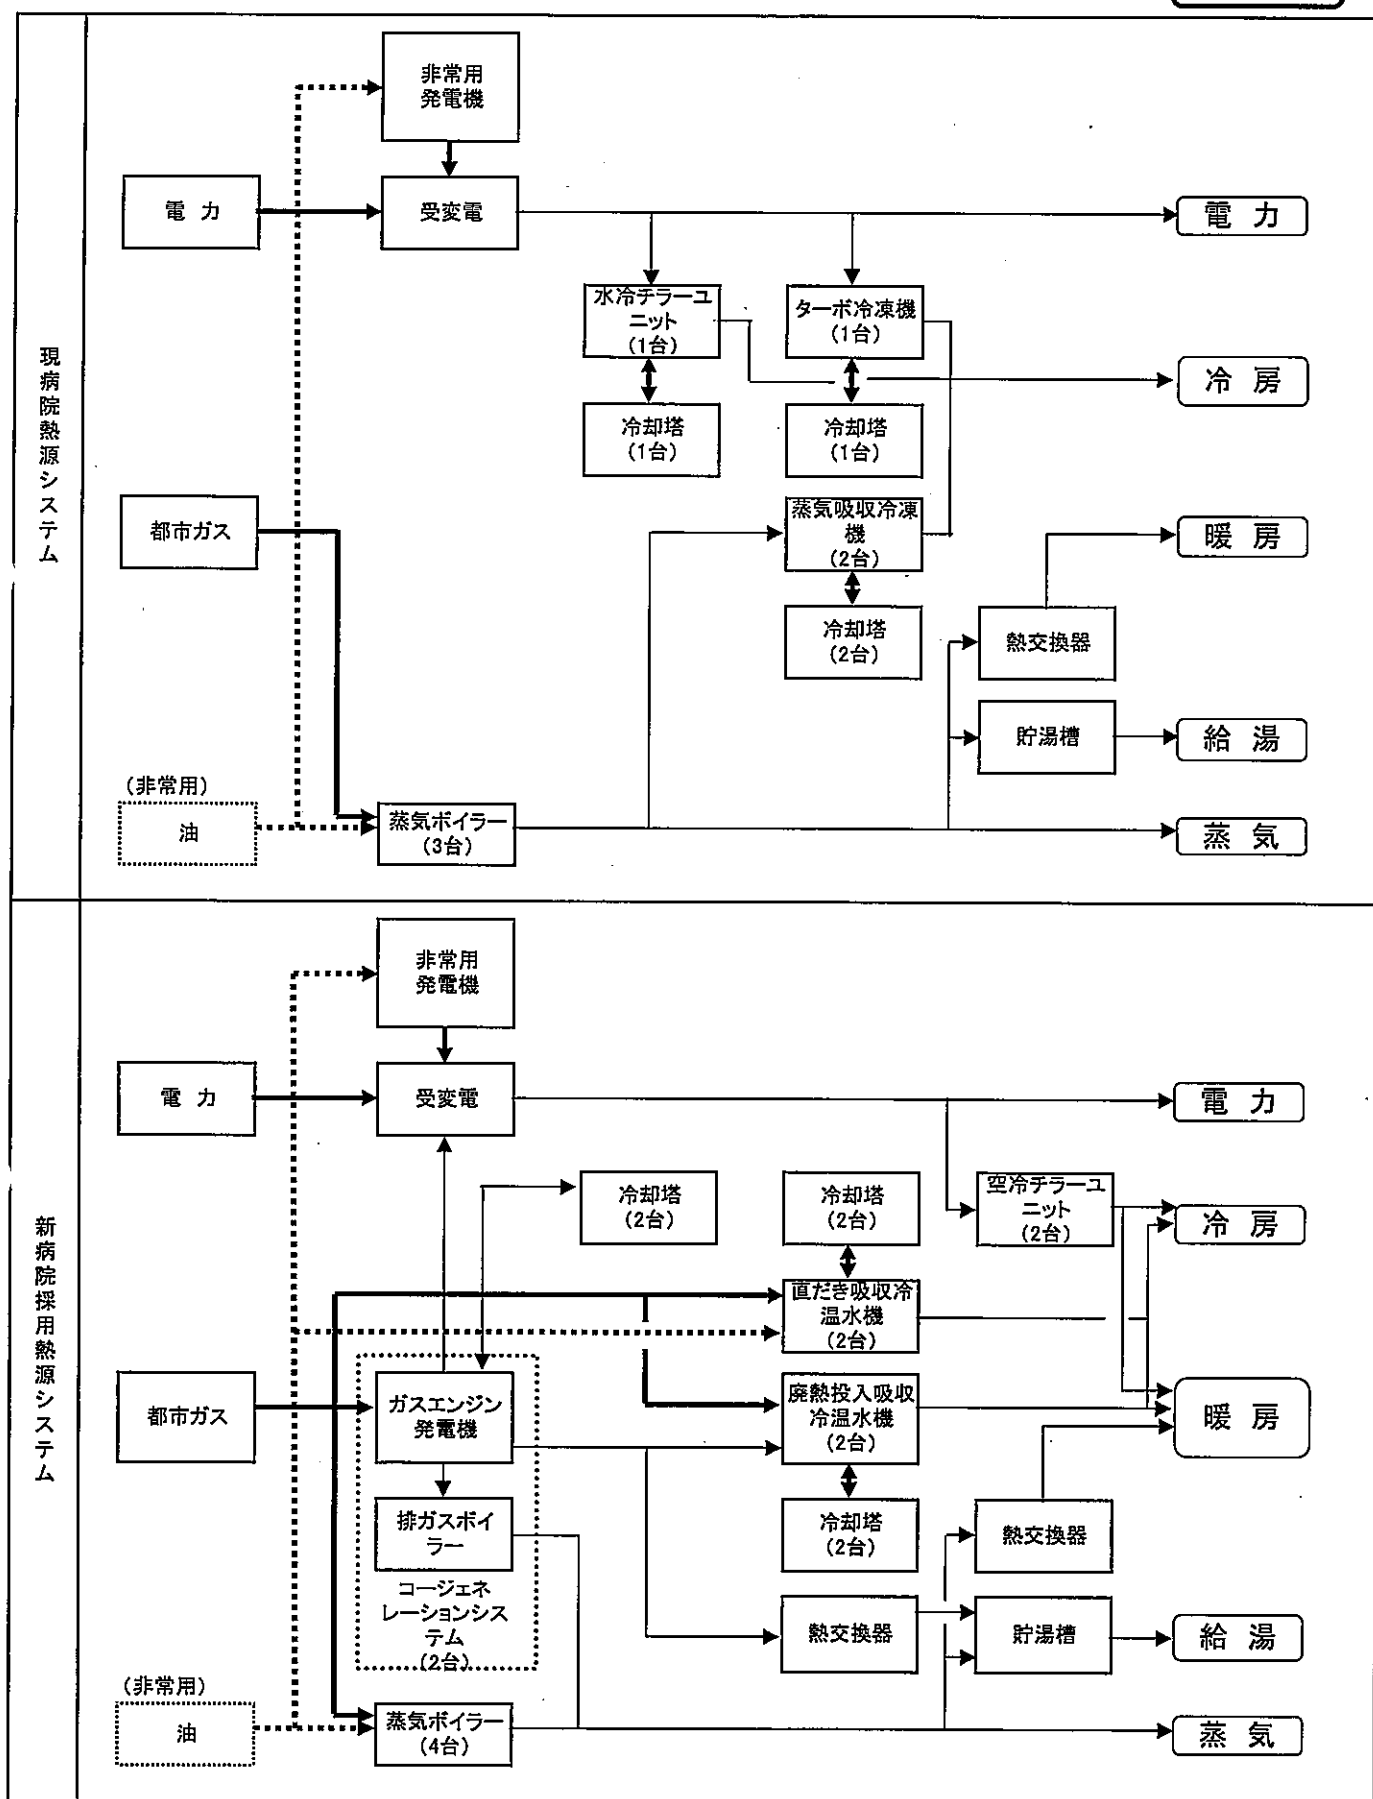 現病院熱源システム
非常用
発電機
電 力
受変電
電 力
水冷チラーユ
ニット
(1台)
ターボ冷凍機
(1台)
冷 房
冷却塔
(1台)
冷却塔
(1台)
都市ガス
蒸気吸収冷凍
機
(2台)
暖 房
冷却塔
(2台)
熱交換器
貯湯槽
給 湯
(非常用)
油
蒸気ボイラー
(3台)
蒸 気
新病院採用熱源システム
非常用
発電機
電 力
受変電
電 力
冷却塔
(2台)
冷却塔
(2台)
空冷チラーユ
ニット
(2台)
冷 房
直だき吸収冷
温水機
(2台)
都市ガス
ガスエンジン
発電機
廃熱投入吸収
冷温水機
(2台)
暖 房
排ガスボイ
ラー
冷却塔
(2台)
熱交換器
コージェネ
レーションシス
テム
(2台)
熱交換器
貯湯槽
給 湯
(非常用)
油
蒸気ボイラー
(4台)
蒸 気